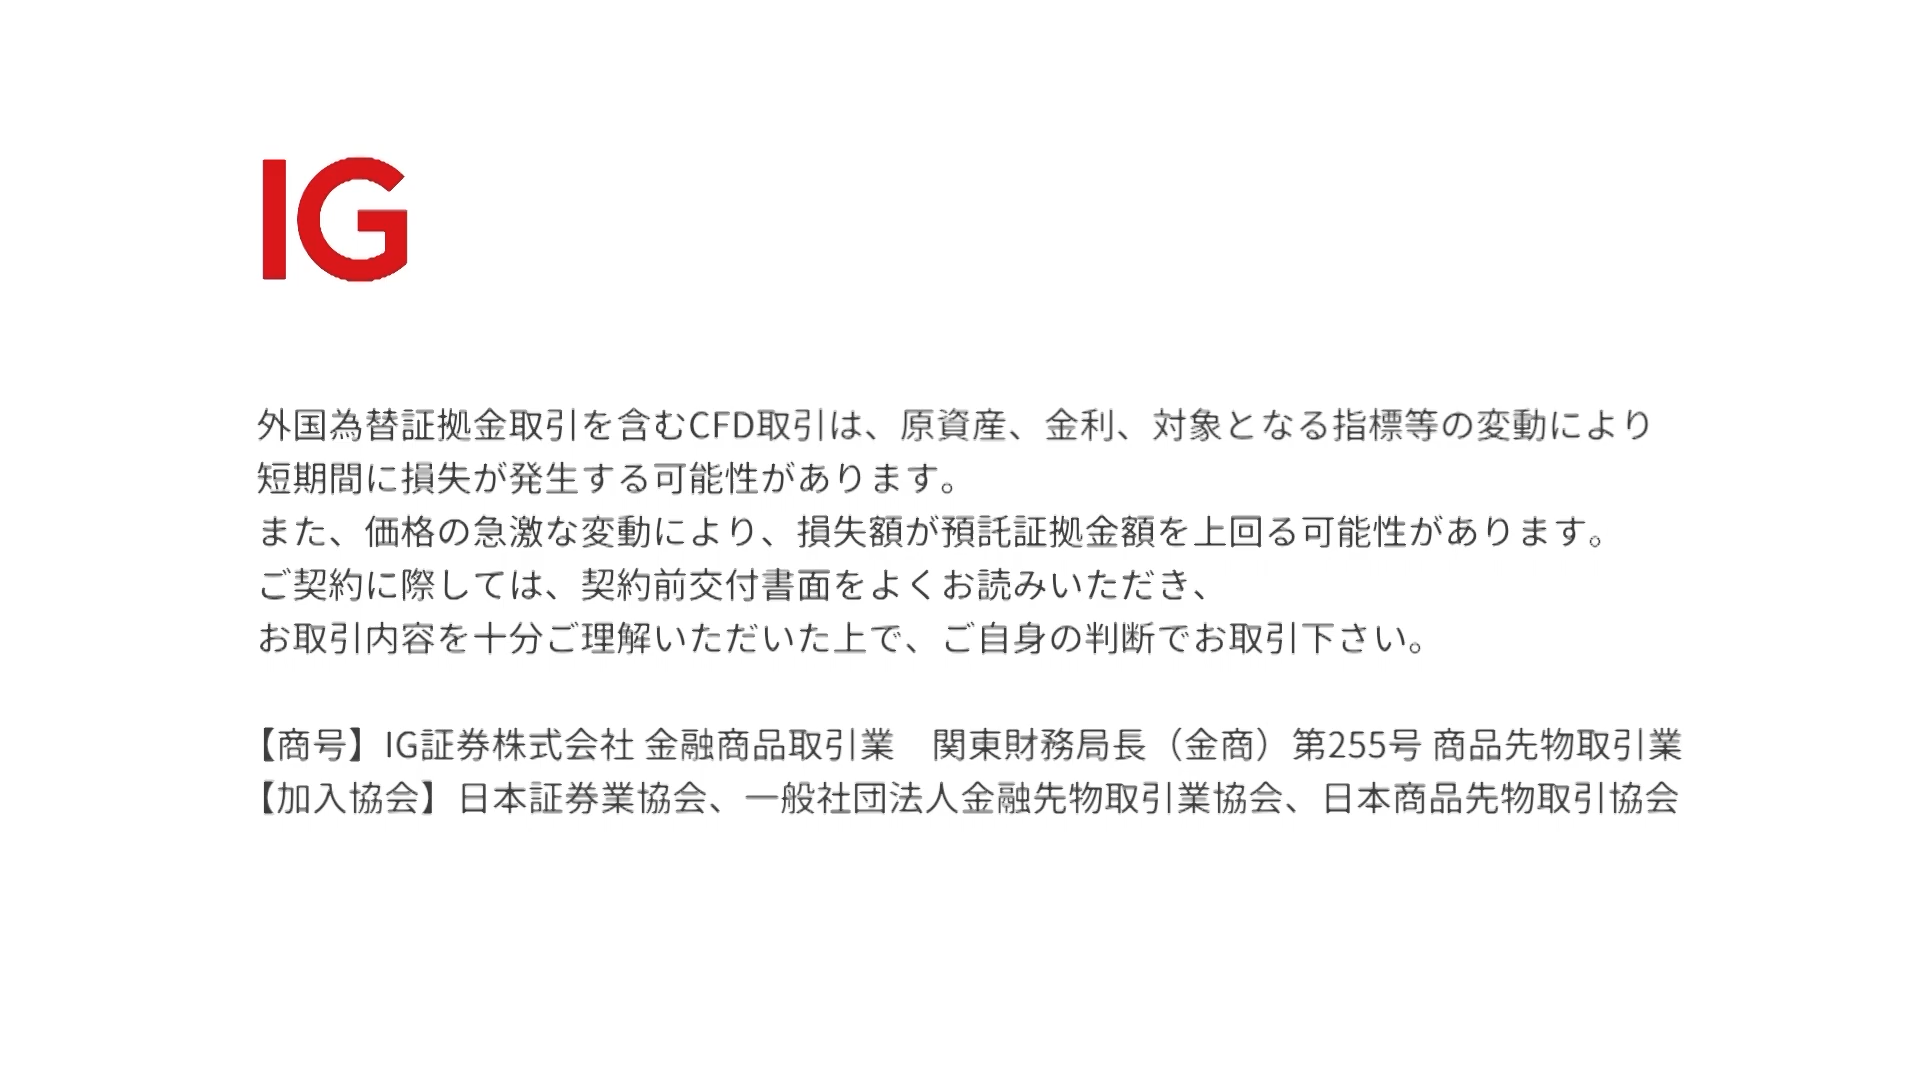 IG
外国為替証拠金取引を含むCFD取引は、原資産、金利、対象となる指標等の変動により
短期間に損失が発生する可能性があります。
また、価格の急激な変動により、損失額が預託証拠金額を上回る可能性があります。
ご契約に際しては、契約前交付書面をよくお読みいただき、
お取引内容を十分ご理解いただいた上で、ご自身の判断でお取引下さい。
【商号】IG証券株式会社 金融商品取引業　関東財務局長（金商）第255号 商品先物取引業
【加入協会】日本証券業協会、一般社団法人金融先物取引業協会、日本商品先物取引協会